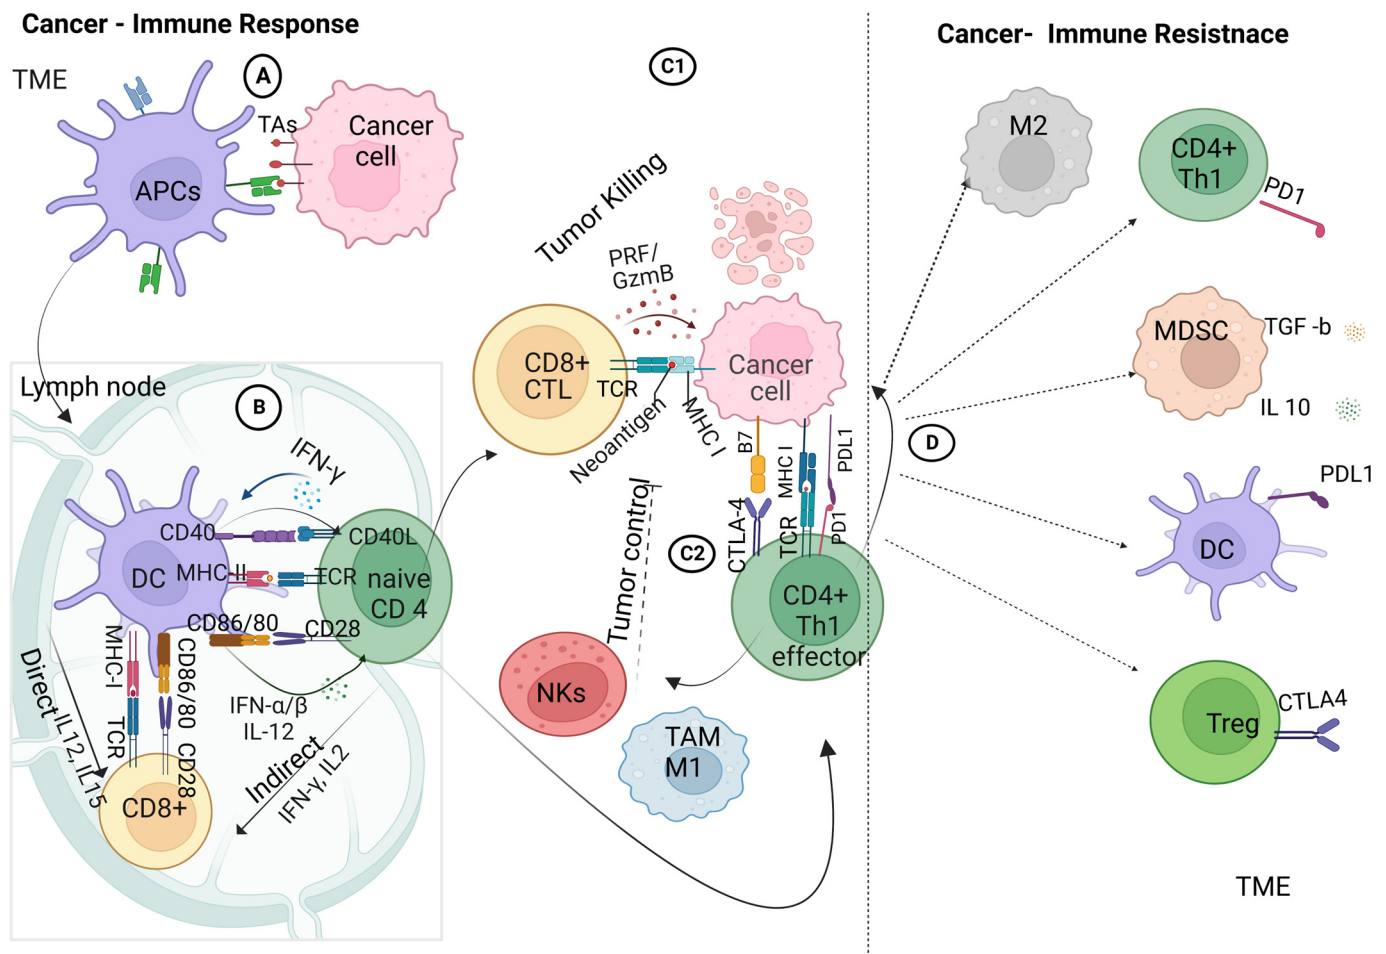 Cancer - Immune Response
Cancer- Immune Resistnace
TME
A
TAs
Cancer
cell
APCs
C1
Tumor Killing
PRF/
GzmB
CD8+
CTL
TCR
Neoantigen
MHC I
Cancer
cell
B7
MHC I
PDL1
CTLA-4
TCR
PD1
C2
Tumor control
CD4+
Th1
effector
NKs
TAM
M1
Lymph node
B
IFN-γ
CD40
CD40L
DC
MHC-II
TCR
naive
CD 4
CD86/80
CD28
MHC-I
TCR
CD86/80
CD28
Direct
IL12, IL15
IFN-α/β
IL-12
Indirect
IFN-γ, IL2
CD8+
D
M2
CD4+
Th1
PD1
MDSC
TGF -b
IL 10
DC
PDL1
Treg
CTLA4
TME